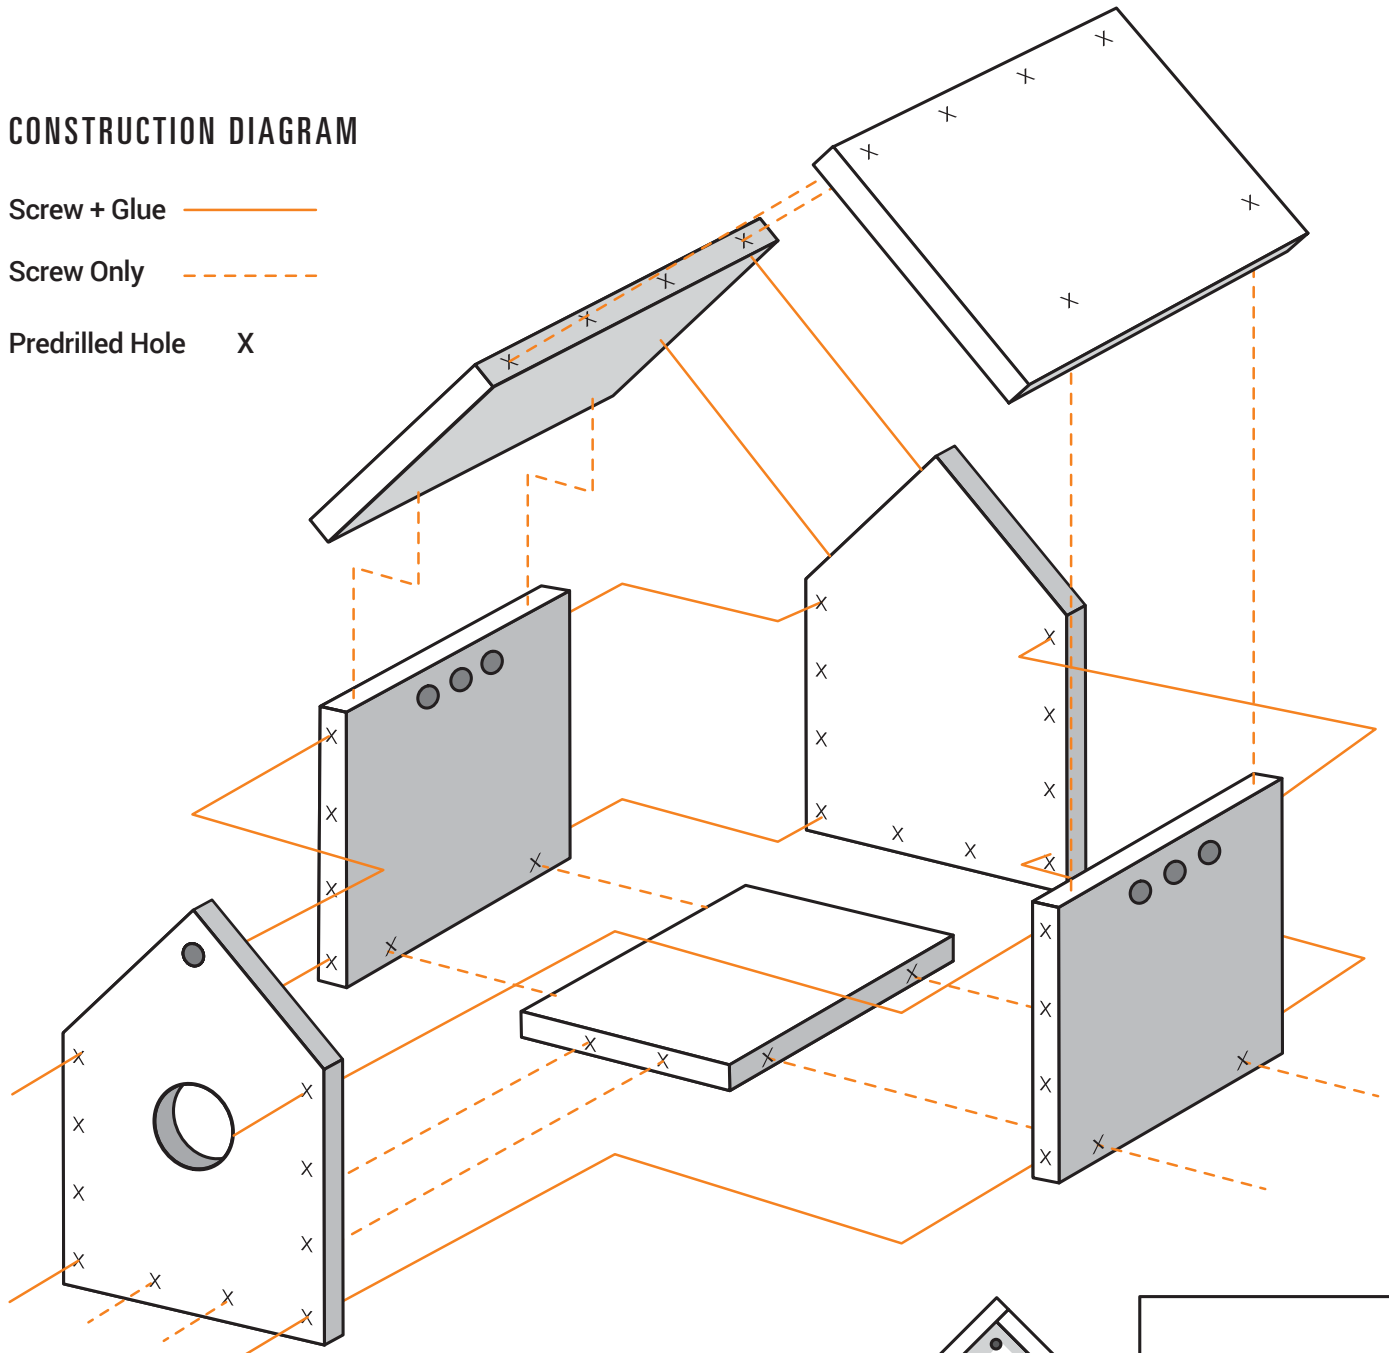 CONSTRUCTION DIAGRAM
Screw + Glue
Screw Only
Predrilled Hole X